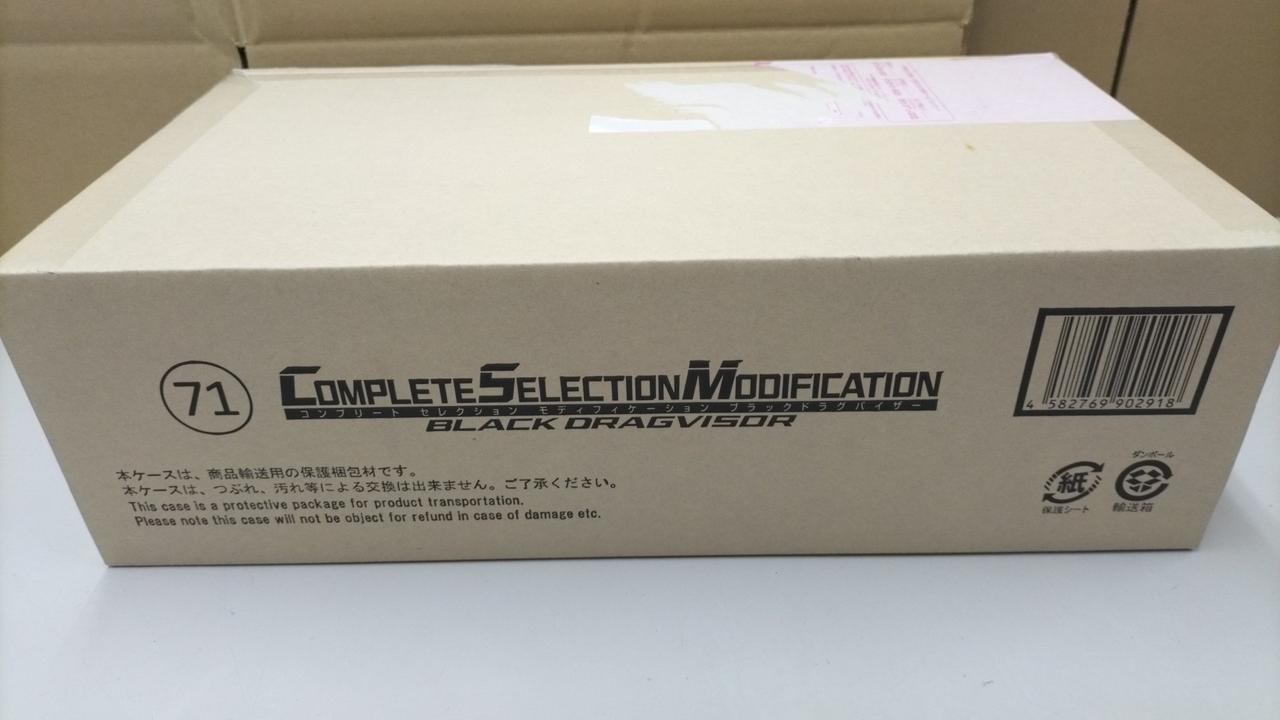 71
COMPLETE SELECTION MODIFICATION
コンプリート セレクション モディフィケーション ブラックドラグバイザー
BLACK DRAGVISOR
本ケースは、商品輸送用の保護梱包材です。
本ケースは、つぶれ、汚れ等による交換は出来ません。ご了承ください。
This case is a protective package for product transportation.
Please note this case will not be object for refund in case of damage etc.
4 582769 902918
紙
保護シート
ダンボール
輸送箱